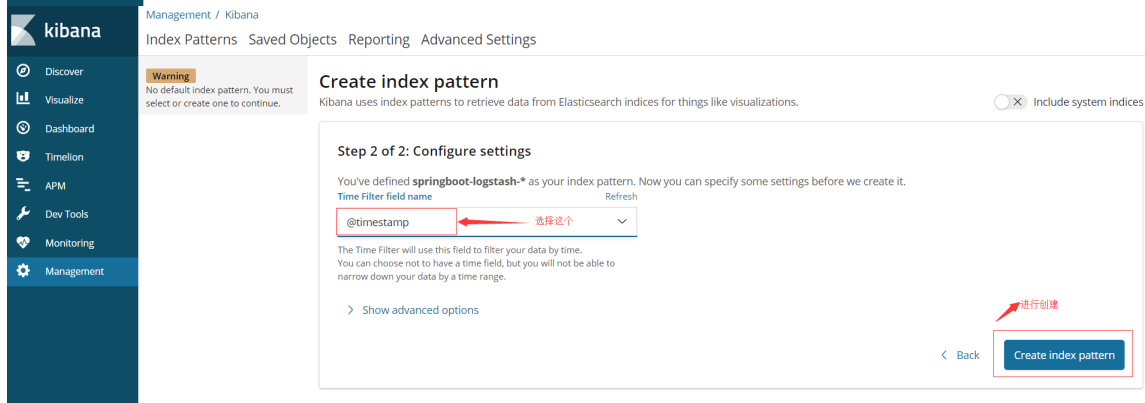 kibana
Discover
Visualize
Dashboard
Timelion
APM
Dev Tools
Monitoring
Management
Management / Kibana
Index Patterns Saved Objects Reporting Advanced Settings
Warning
No default index pattern. You must
select or create one to continue.
Create index pattern
Kibana uses index patterns to retrieve data from Elasticsearch indices for things like visualizations.
Include system indices
Step 2 of 2: Configure settings
You've defined springboot-logstash-* as your index pattern. Now you can specify some settings before we create it.
Time Filter field name Refresh
@timestamp 选择这个
The Time Filter will use this field to filter your data by time.
You can choose not to have a time field, but you will not be able to
narrow down your data by a time range.
Show advanced options
进行创建
Back Create index pattern